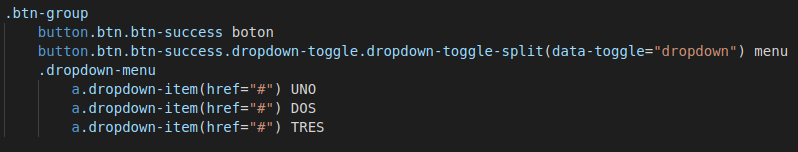 .btn-group
    button.btn.btn-success boton
    button.btn.btn-success.dropdown-toggle.dropdown-toggle-split(data-toggle="dropdown") menu
    .dropdown-menu
        a.dropdown-item(href="#") UNO
        a.dropdown-item(href="#") DOS
        a.dropdown-item(href="#") TRES